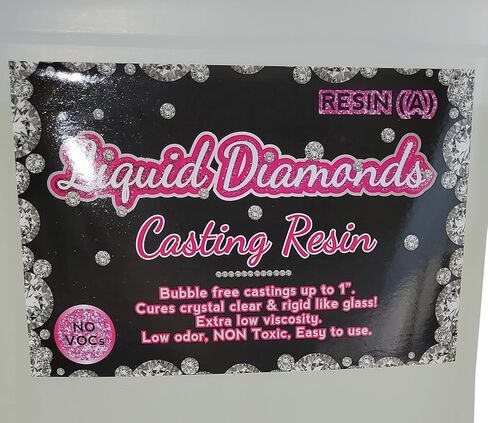 RESIN (A)
Liquid Diamonds
Casting Resin
Bubble free castings up to 1".
Cures crystal clear & rigid like glass!
Extra low viscosity.
Low odor, NON Toxic, Easy to use.
NO
VOCs